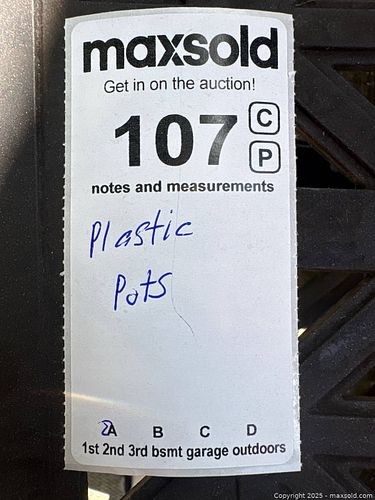 maxsold
Get in on the auction!
107 C
P
notes and measurements
Plastic
Pots
A B C D
1st 2nd 3rd bsmt garage outdoors
Copyright © 2025 - maxsold.com